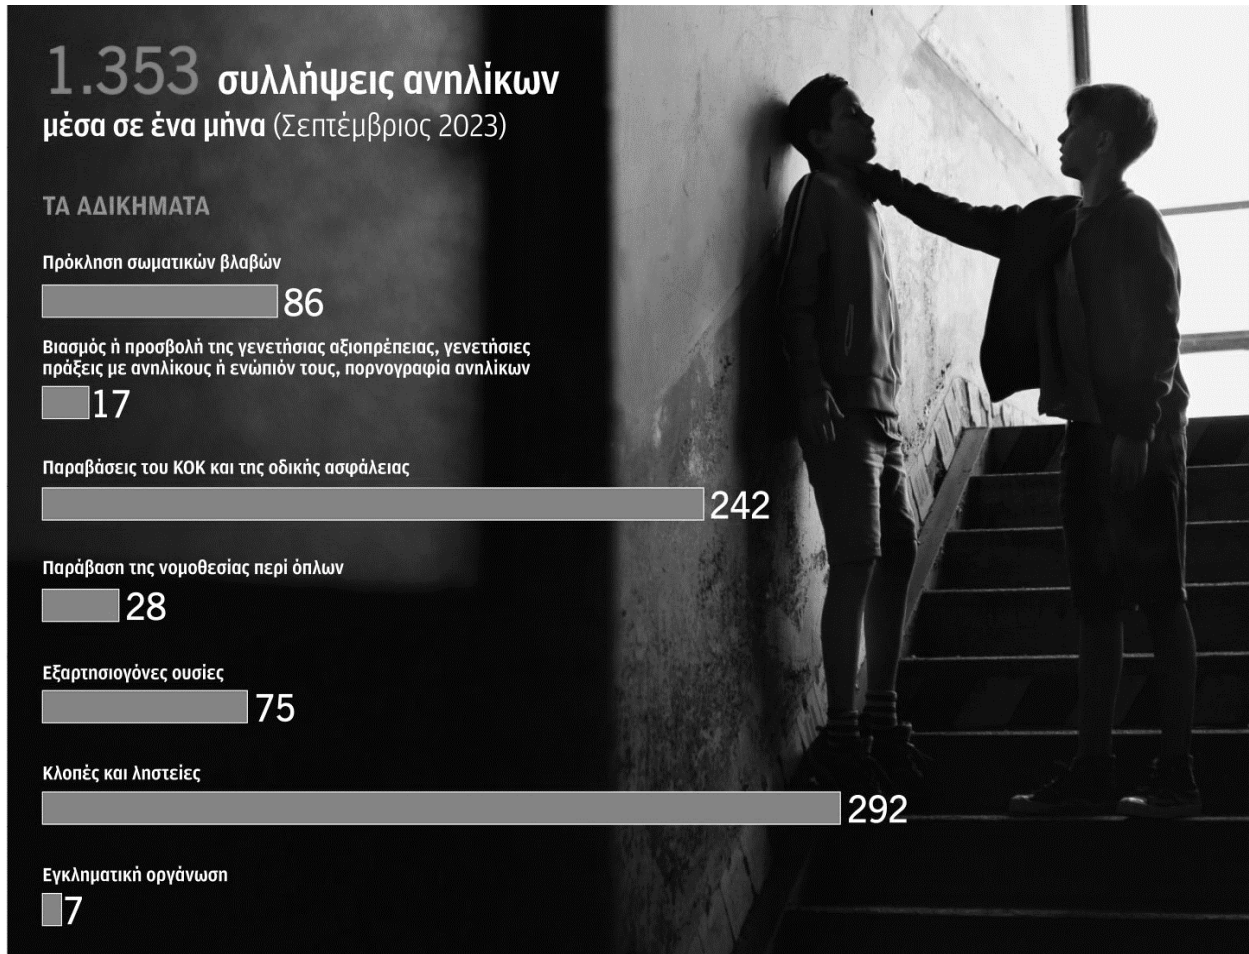 1.353 συλλήψεις ανηλίκων
μέσα σε ένα μήνα (Σεπτέμβριος 2023)
ΤΑ ΑΔΙΚΗΜΑΤΑ
Πρόκληση σωματικών βλαβών
86
Βιασμός ή προσβολή της γενετήσιας αξιοπρέπειας, γενετήσιες
πράξεις με ανηλίκους ή ενώπιόν τους, πορνογραφία ανηλίκων
17
Παραβάσεις του ΚΟΚ και της οδικής ασφάλειας
242
Παράβαση της νομοθεσίας περί όπλων
28
Εξαρτησιογόνες ουσίες
75
Κλοπές και ληστείες
292
Εγκληματική οργάνωση
7